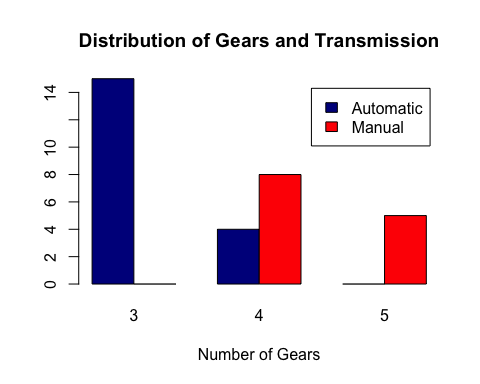 Distribution of Gears and Transmission
14
10
8
6
4
2
0
Automatic
Manual
3 4 5
Number of Gears